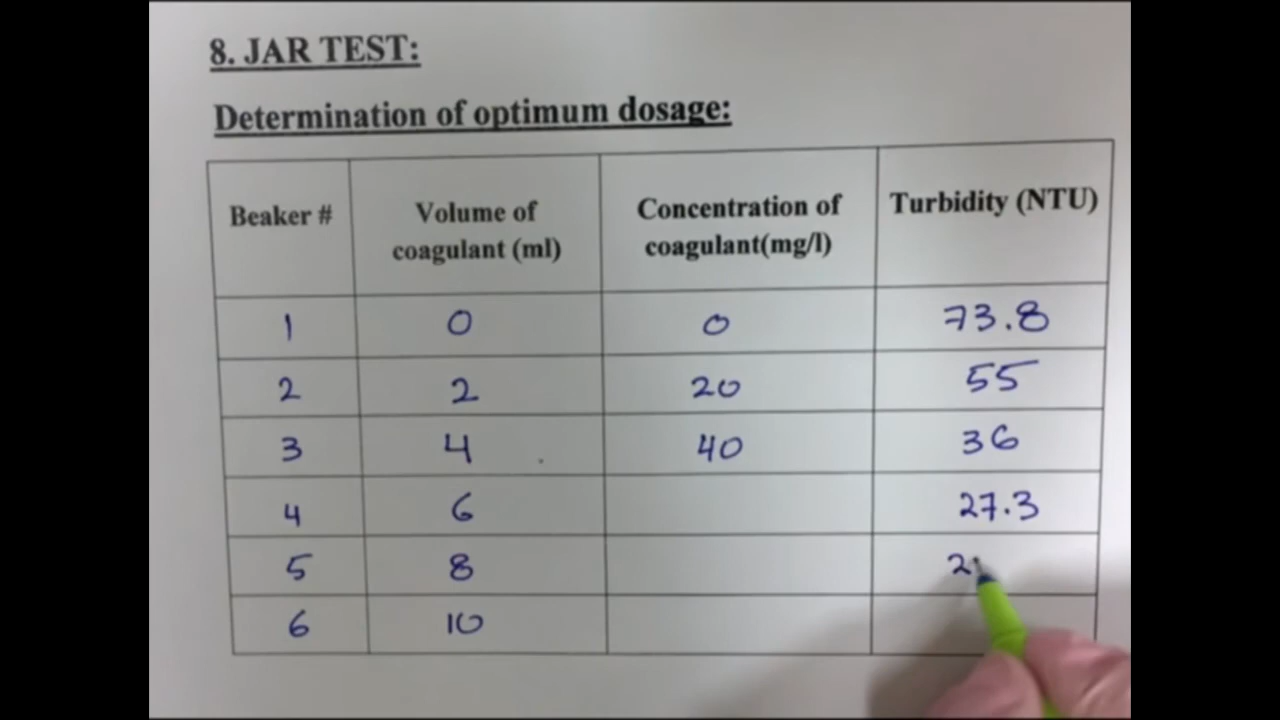 8. JAR TEST:
Determination of optimum dosage:
Beaker # Volume of coagulant (ml) Concentration of coagulant(mg/l) Turbidity (NTU)
1 0 0 73.8
2 2 20 55
3 4 40 36
4 6 27.3
5 8 2
6 10